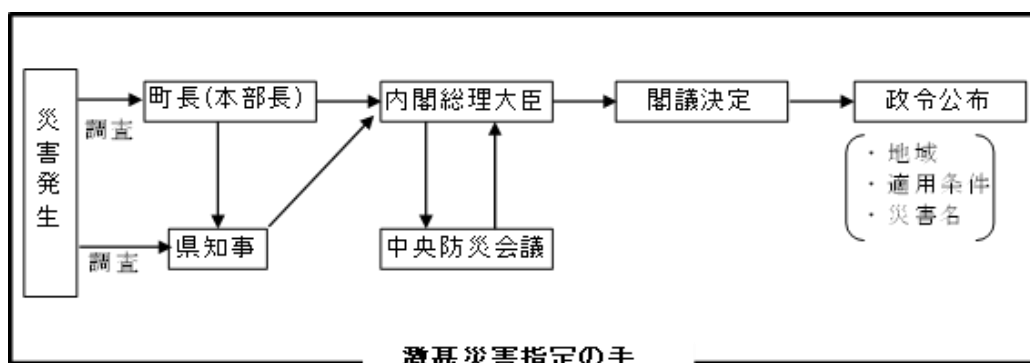 災害発生
調査
調査
町長(本部長)
県知事
内閣総理大臣
中央防災会議
閣議決定
政令公布
・地域
・適用条件
・災害名
激甚災害指定の手